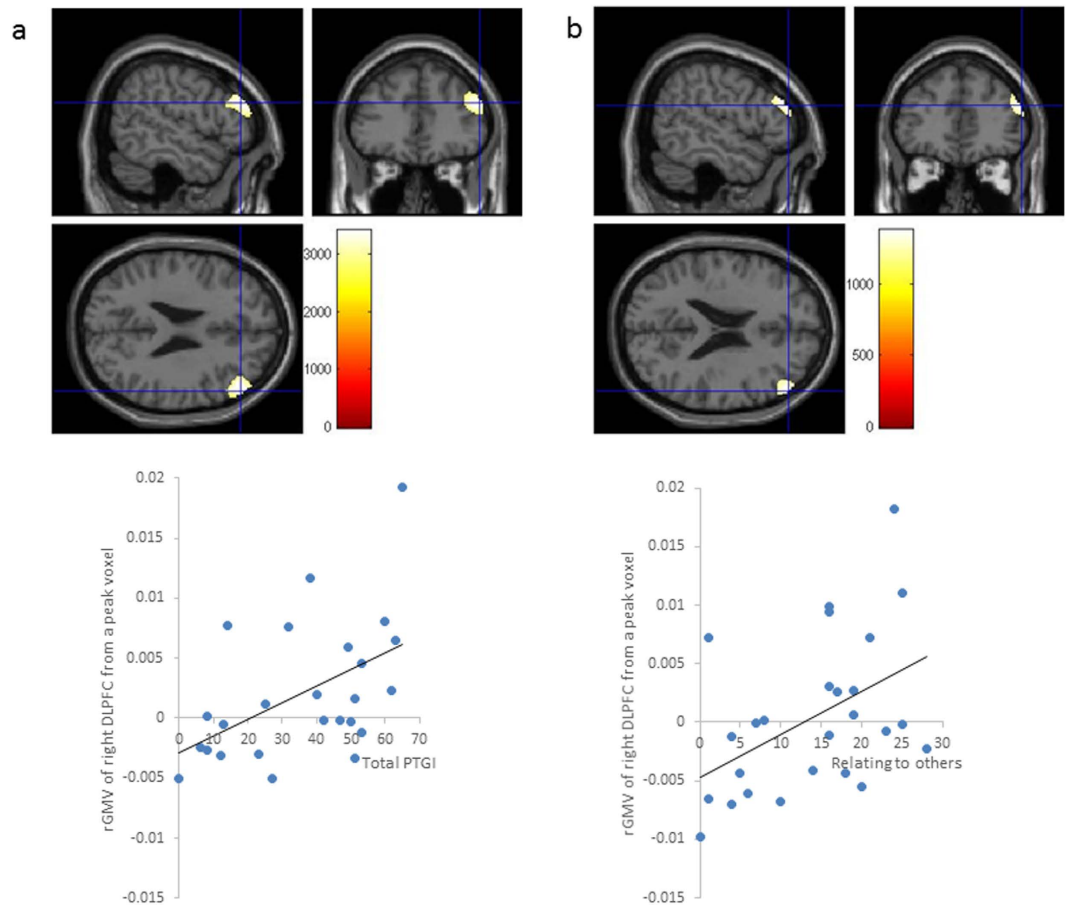 a
b
3000
2000
1000
0
1000
500
0
rGMV of right DLPFC from a peak voxel
0.02
0.015
0.01
0.005
0
-0.005
-0.01
-0.015
0 10 20 30 40 50 60 70
Total PTGI
rGMV of right DLPFC from a peak voxel
0.02
0.015
0.01
0.005
0
-0.005
-0.01
-0.015
0 5 10 15 20 25 30
Relating to others